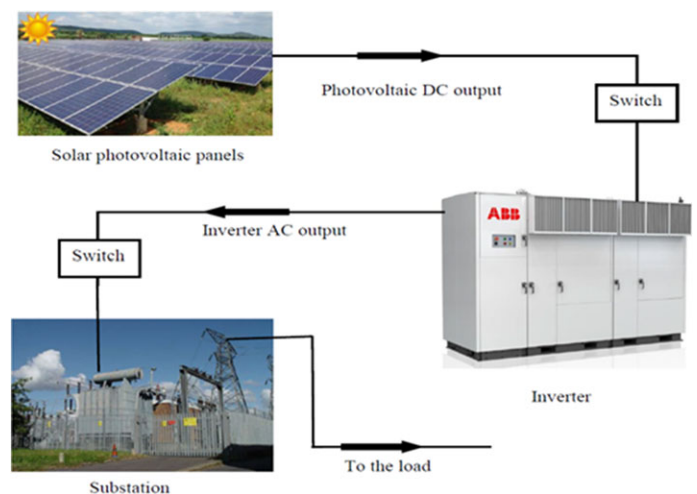 Photovoltaic DC output
Switch
Solar photovoltaic panels
ABB
Inverter AC output
Switch
Inverter
To the load
Substation